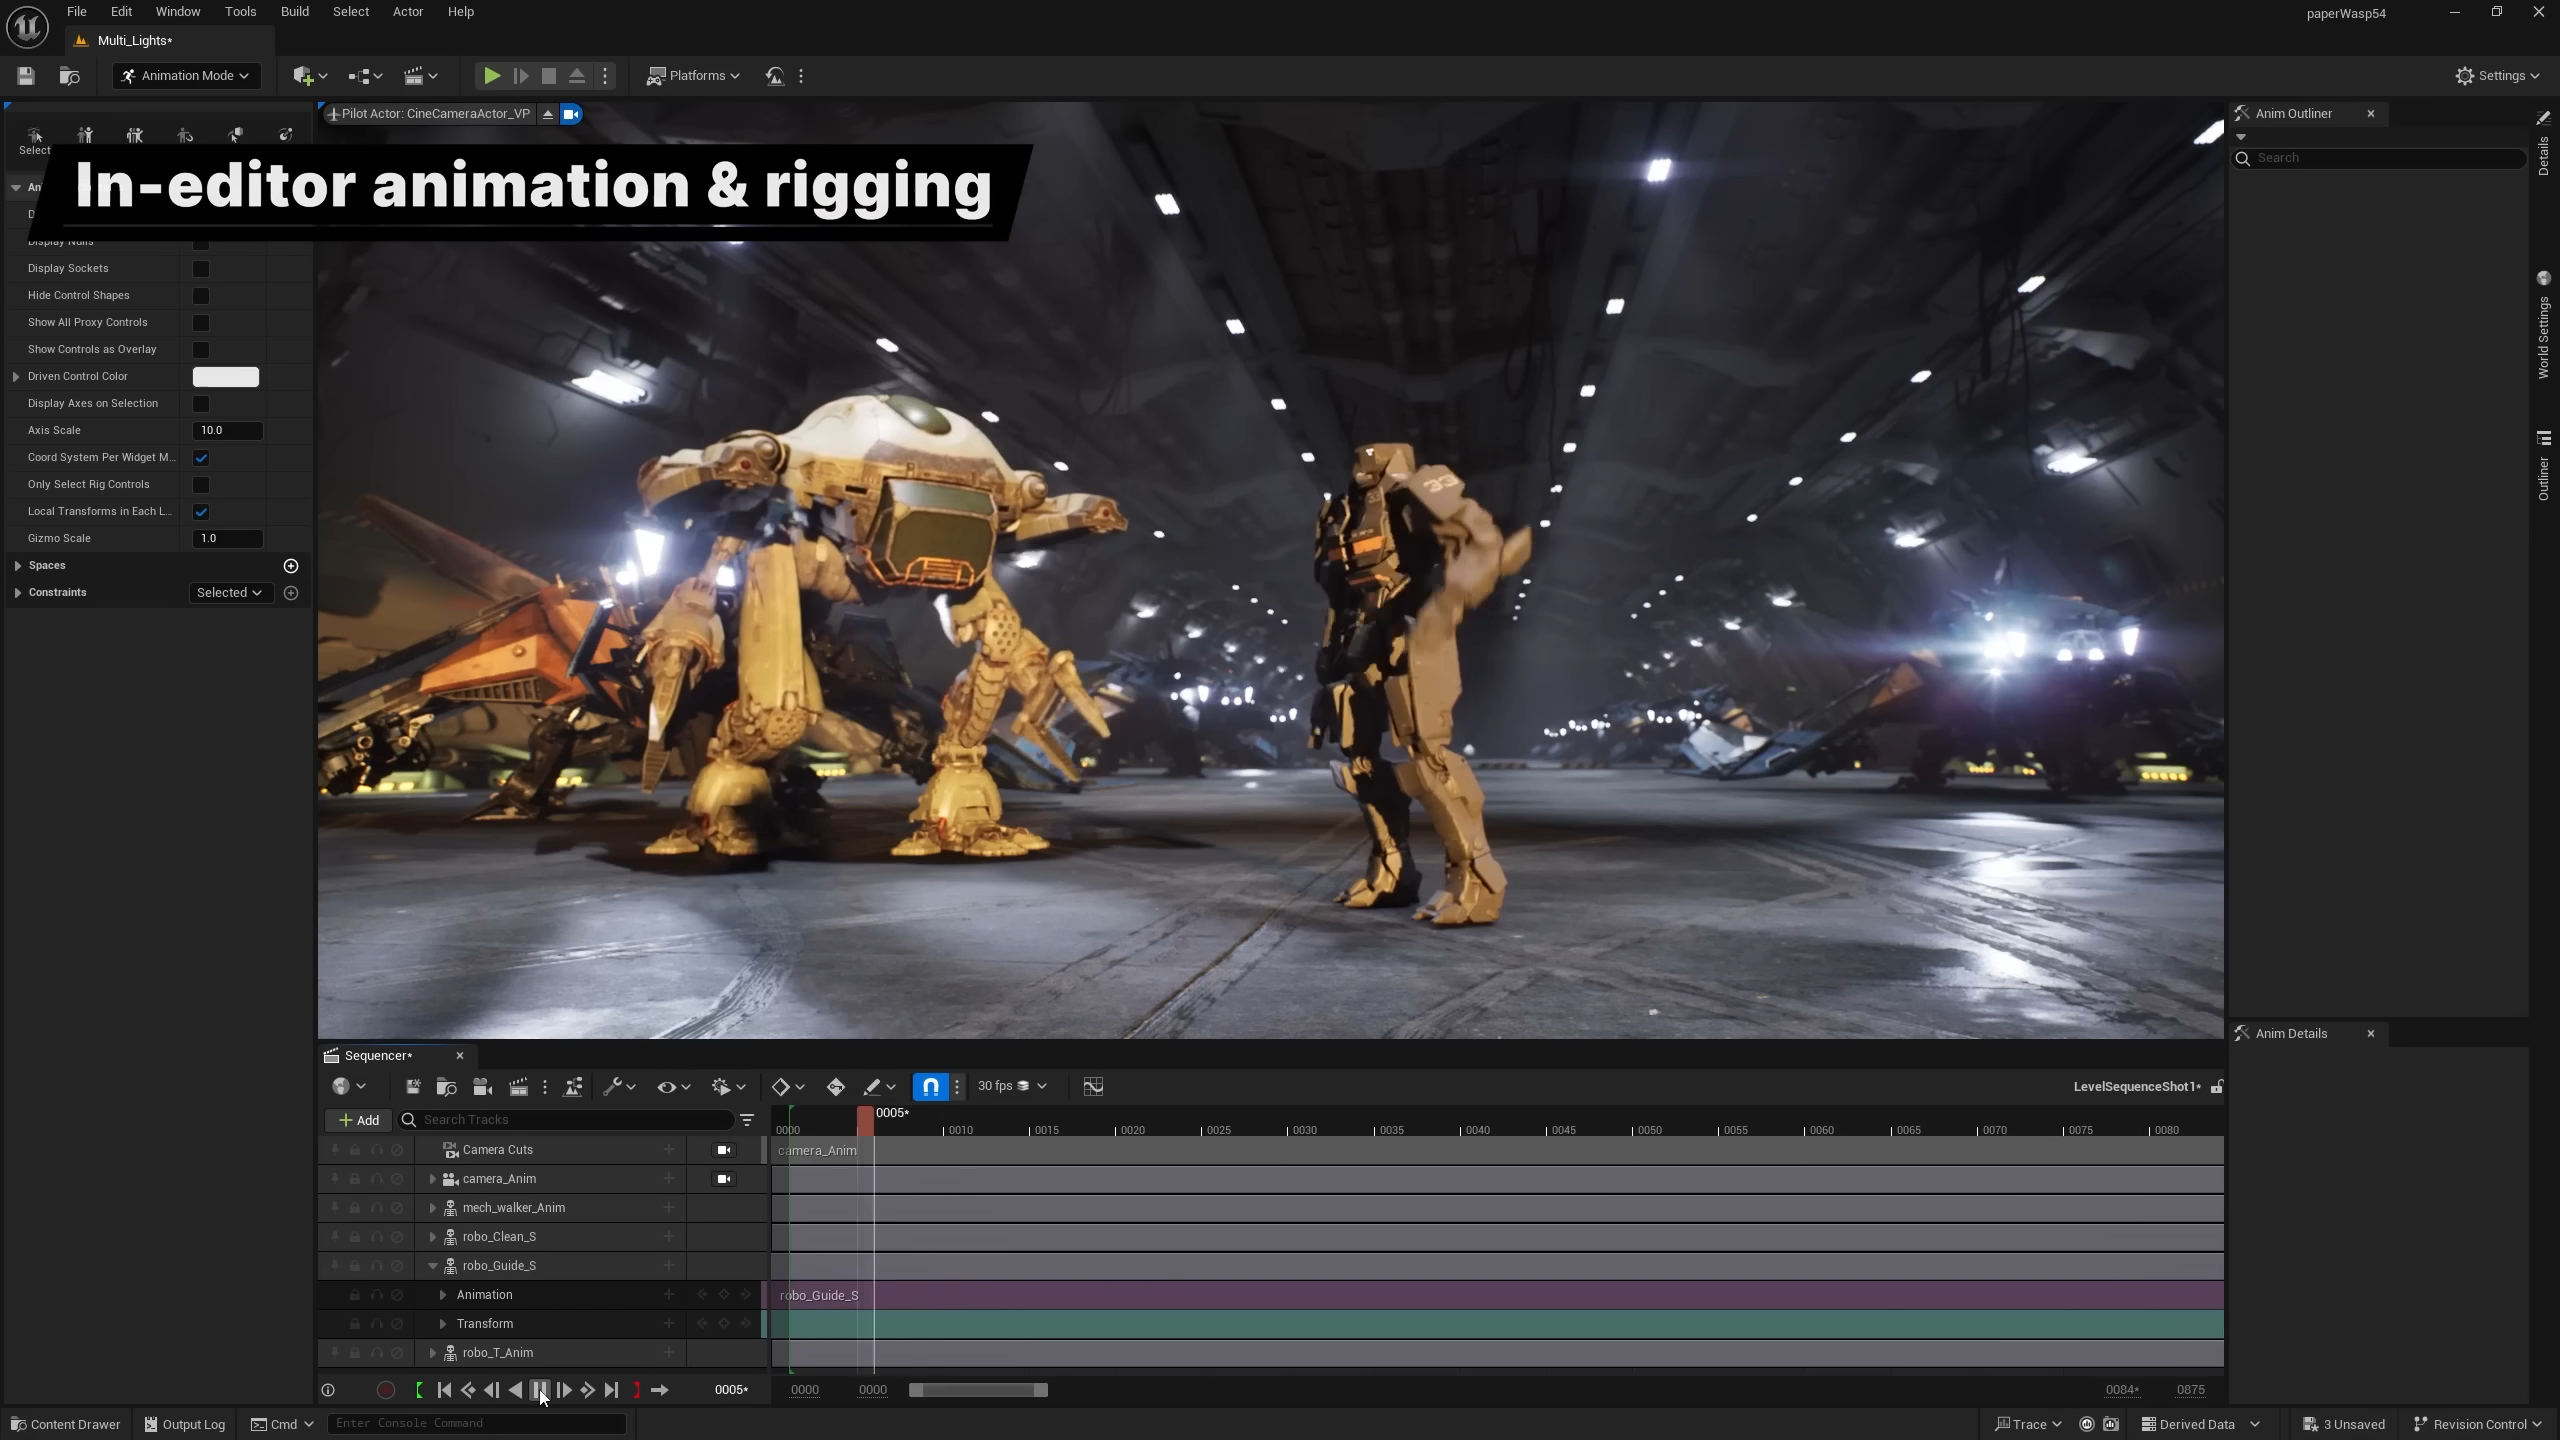 File Edit Window Tools Build Select Actor Help
paperWasp54
Multi_Lights*
Animation Mode
Platforms
Settings
Pilot Actor: CineCameraActor_VP
Select
In-editor animation & rigging
Display Nulls
Display Sockets
Hide Control Shapes
Show All Proxy Controls
Show Controls as Overlay
Driven Control Color
Display Axes on Selection
Axis Scale 10.0
Coord System Per Widget M...
Only Select Rig Controls
Local Transforms in Each L...
Gizmo Scale 1.0
Spaces
Constraints Selected
33
Anim Outliner
Search
Details
World Settings
Outliner
Anim Details
Sequencer*
30 fps
LevelSequenceShot1*
Add Search Tracks
0005*
0000 0010 0015 0020 0025 0030 0035 0040 0045 0050 0055 0060 0065 0070 0075 0080
Camera Cuts camera_Anim
camera_Anim
mech_walker_Anim
robo_Clean_S
robo_Guide_S
Animation robo_Guide_S
Transform
robo_T_Anim
0005* 0000 0000 0084* 0875
Content Drawer Output Log Cmd Enter Console Command Trace Derived Data 3 Unsaved Revision Control